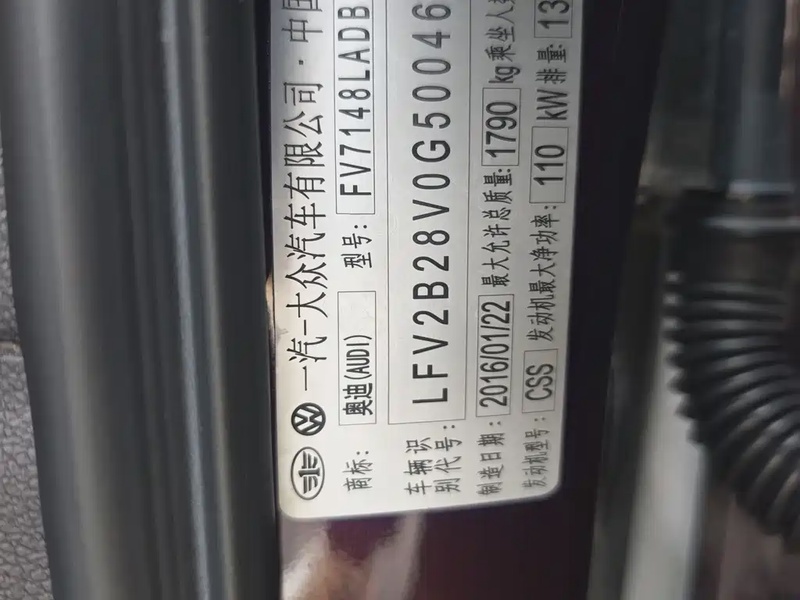 一汽-大众汽车有限公司·中国
商标: 奥迪(AUDI) 型号: FV7148LADB
车辆识别代号: LFV2B28V0G50046
制造日期: 2016/01/22 最大允许总质量: 1790 kg 乘坐人
发动机型号: CSS 发动机最大净功率: 110 kW 排量: 13